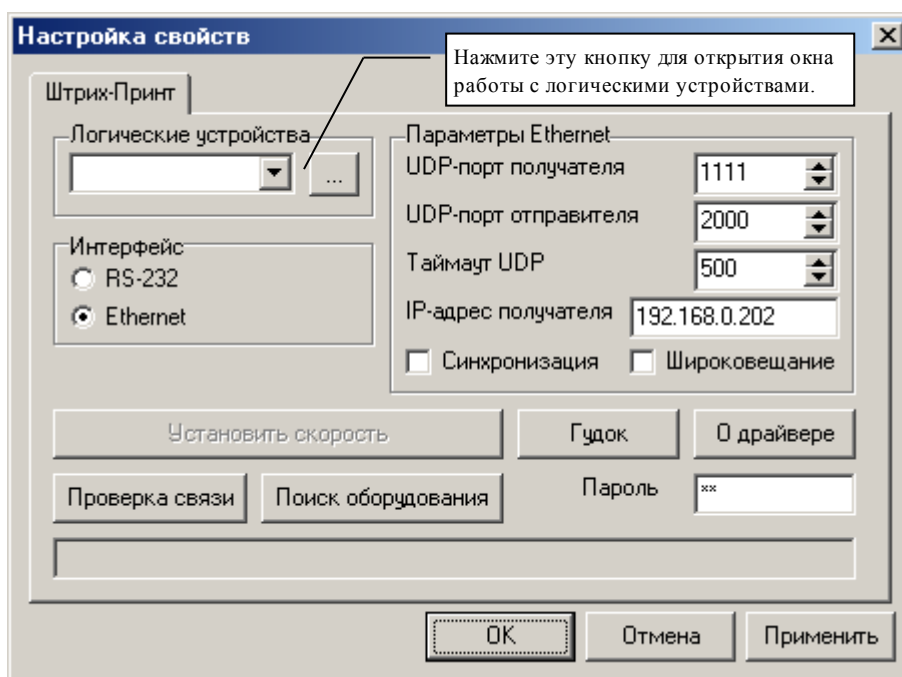 Настройка свойств
Нажмите эту кнопку для открытия окна
работы с логическими устройствами.
Штрих-Принт
Логические устройства
...
Интерфейс
RS-232
Ethernet
Параметры Ethernet
UDP-порт получателя 1111
UDP-порт отправителя 2000
Таймаут UDP 500
IP-адрес получателя 192.168.0.202
Синхронизация Широковещание
Установить скорость Гудок О драйвере
Проверка связи Поиск оборудования Пароль **
OK Отмена Применить